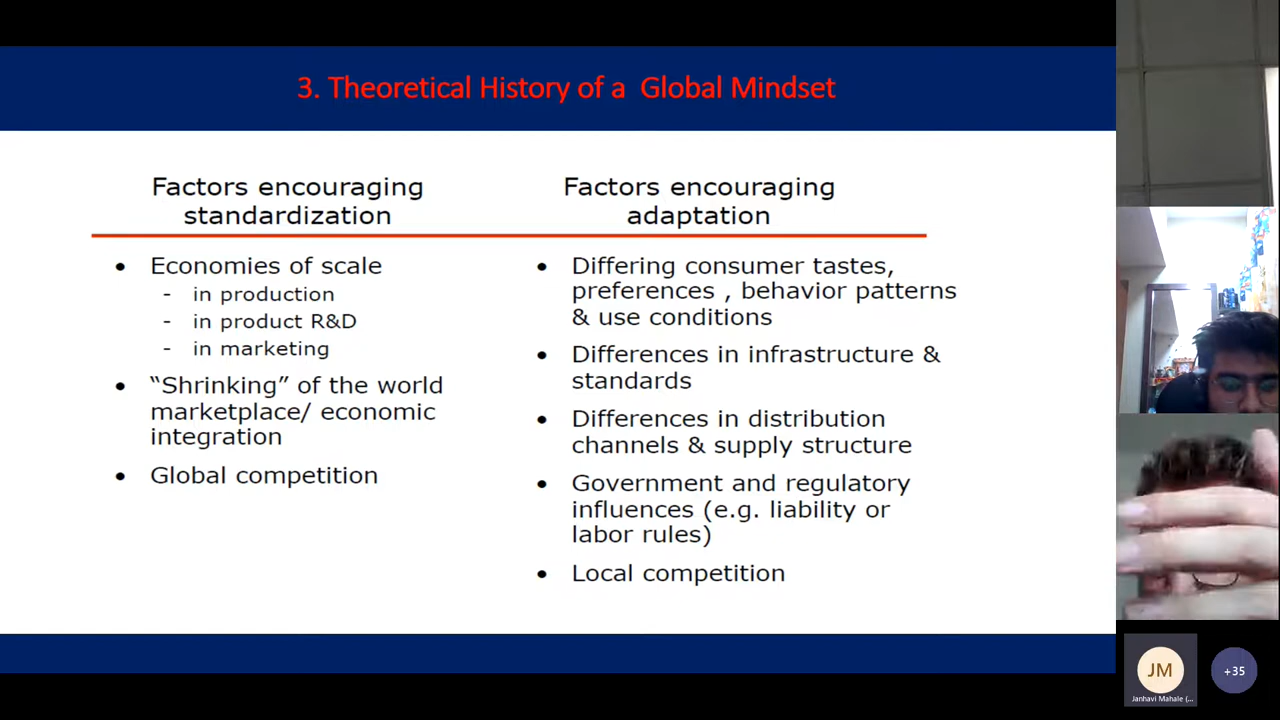 3. Theoretical History of a Global Mindset
Factors encouraging
standardization
• Economies of scale
- in production
- in product R&D
- in marketing
• “Shrinking” of the world
marketplace/ economic
integration
• Global competition
Factors encouraging
adaptation
• Differing consumer tastes,
preferences , behavior patterns
& use conditions
• Differences in infrastructure &
standards
• Differences in distribution
channels & supply structure
• Government and regulatory
influences (e.g. liability or
labor rules)
• Local competition
JM
Janhavi Mahale (...
+35